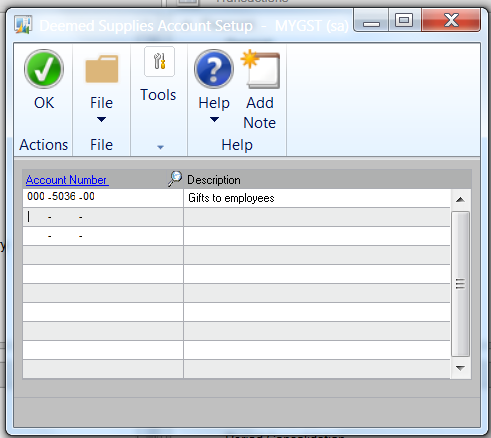 Transactions
Deemed Supplies Account Setup - MYGST (sa)
OK
File
Tools
Help
Add Note
Actions
File
Help
Account Number
Description
000 -5036 -00
Gifts to employees
- -
- -